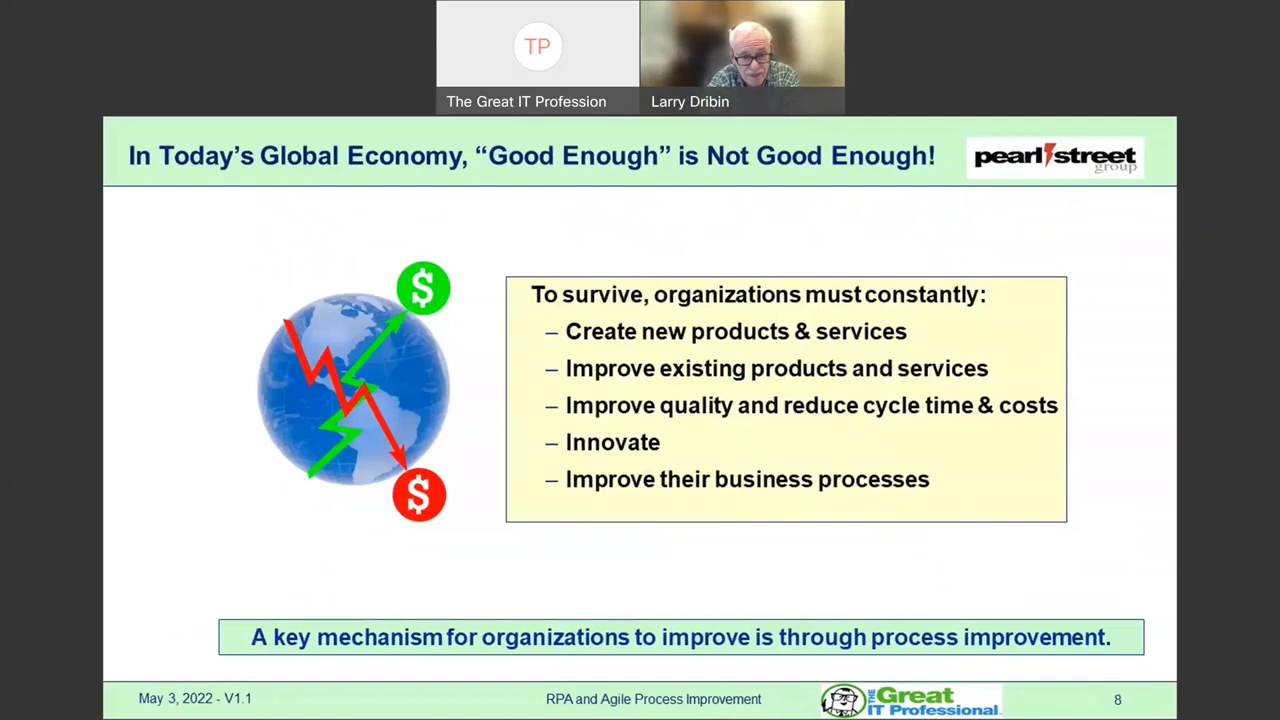 TP
The Great IT Profession
Larry Dribin
In Today's Global Economy, “Good Enough” is Not Good Enough!
pearl street
group
$
$
To survive, organizations must constantly:
– Create new products & services
– Improve existing products and services
– Improve quality and reduce cycle time & costs
– Innovate
– Improve their business processes
A key mechanism for organizations to improve is through process improvement.
May 3, 2022 - V1.1
RPA and Agile Process Improvement
THE Great
IT Professional
8